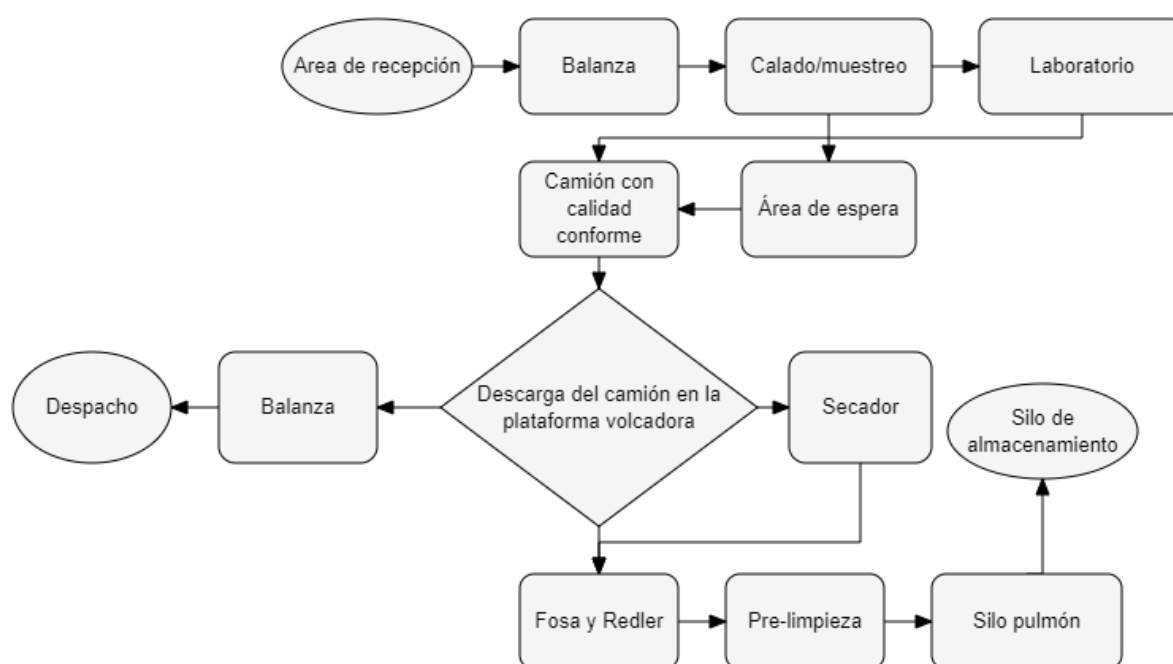 Area de recepción
Balanza
Calado/muestreo
Laboratorio
Camión con
calidad
conforme
Área de espera
Despacho
Balanza
Descarga del camión en la
plataforma volcadora
Secador
Silo de
almacenamiento
Fosa y Redler
Pre-limpieza
Silo pulmón